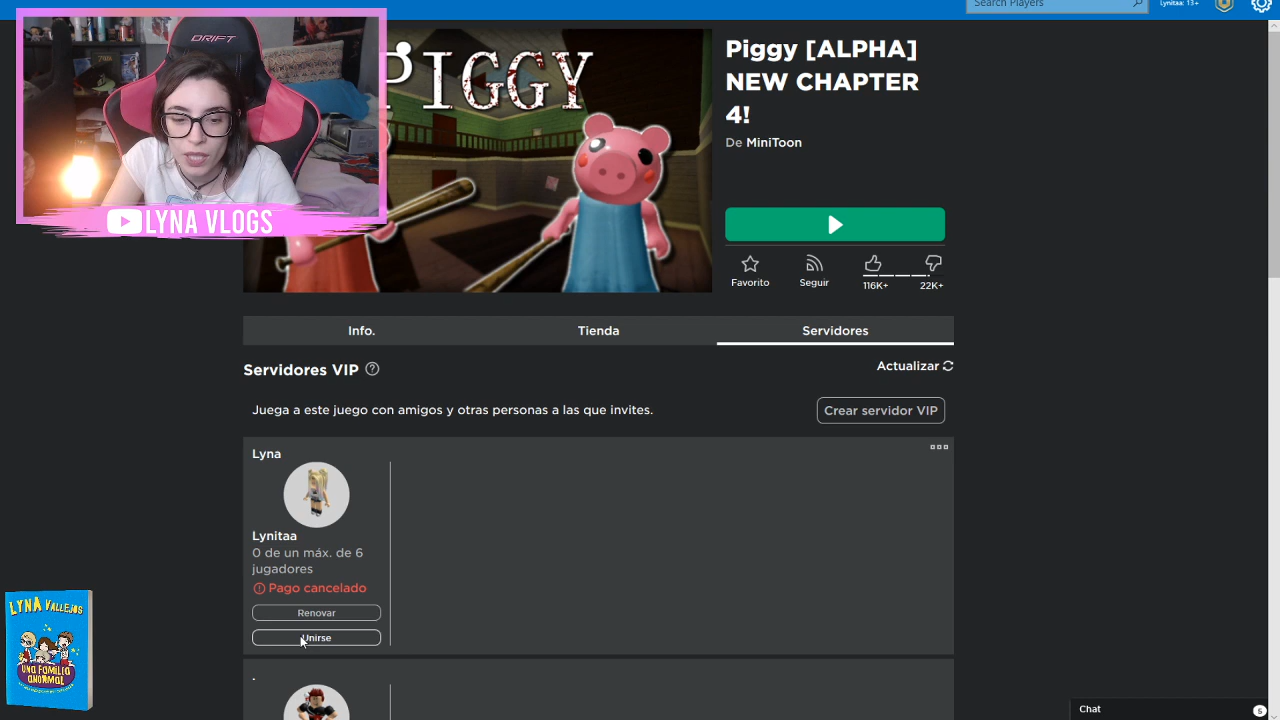 Search Players
Lynitaa: 13+
DRIFT
PIGGY
LYNA VLOGS
Piggy [ALPHA]
NEW CHAPTER
4!
De MiniToon
Favorito
Seguir
116K+
22K+
Info.
Tienda
Servidores
Servidores VIP
Actualizar
Juega a este juego con amigos y otras personas a las que invites.
Crear servidor VIP
Lyna
Lynitaa
0 de un máx. de 6
jugadores
Pago cancelado
Renovar
Unirse
.
LYNA VALLEJOS
UNA FAMILIA
ANORMAL
Chat